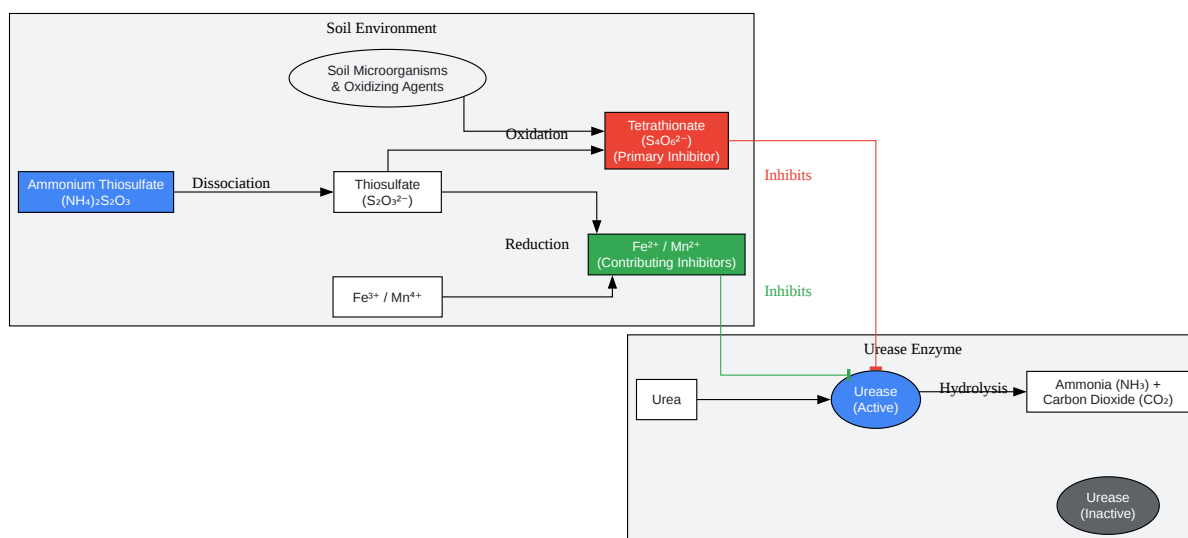 Soil Environment
Soil Microorganisms
& Oxidizing Agents
Oxidation
Tetrathionate
(S₄O₆²⁻)
(Primary Inhibitor)
Inhibits
Ammonium Thiosulfate
(NH₄)₂S₂O₃
Dissociation
Thiosulfate
(S₂O₃²⁻)
Reduction
Fe²⁺ / Mn²⁺
(Contributing Inhibitors)
Fe³⁺ / Mn⁴⁺
Inhibits
Urease Enzyme
Urea
Urease
(Active)
Hydrolysis
Ammonia (NH₃) +
Carbon Dioxide (CO₂)
Urease
(Inactive)